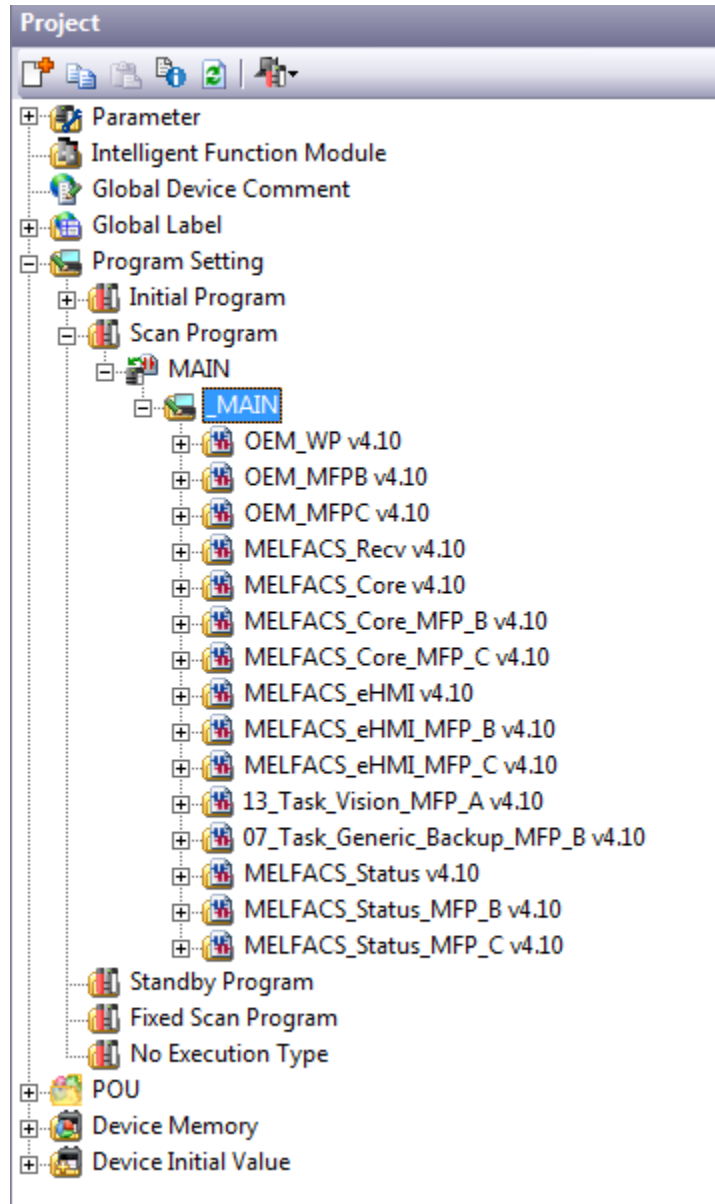 Project
Parameter
Intelligent Function Module
Global Device Comment
Global Label
Program Setting
Initial Program
Scan Program
MAIN
_MAIN
OEM_WP v4.10
OEM_MFPB v4.10
OEM_MFPC v4.10
MELFACS_Recv v4.10
MELFACS_Core v4.10
MELFACS_Core_MFP_B v4.10
MELFACS_Core_MFP_C v4.10
MELFACS_eHMI v4.10
MELFACS_eHMI_MFP_B v4.10
MELFACS_eHMI_MFP_C v4.10
13_Task_Vision_MFP_A v4.10
07_Task_Generic_Backup_MFP_B v4.10
MELFACS_Status v4.10
MELFACS_Status_MFP_B v4.10
MELFACS_Status_MFP_C v4.10
Standby Program
Fixed Scan Program
No Execution Type
POU
Device Memory
Device Initial Value